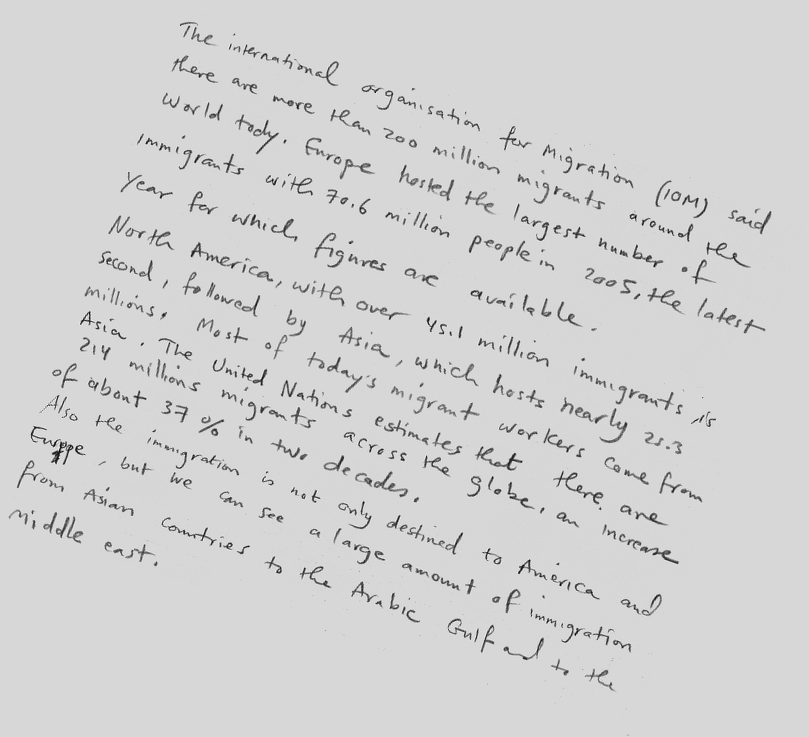 The international organisation for Migration (IOM) said
there are more than 200 million migrants around the
world tody. Europe hosted the largest number of
immigrants with 70.6 million people in 2005, the latest
year for which figures are available.
North America, with over 45.1 million immigrants, is
second, followed by Asia, which hosts nearly 25.3
millions. Most of today's migrant workers come from
Asia. The United Nations estimates that there are
214 millions migrants across the globe, an increase
of about 37 % in two decades.
Also the immigration is not only destined to America and
Europe, but we can see a large amount of immigration
from Asian countries to the Arabic Gulf and to the
middle east.